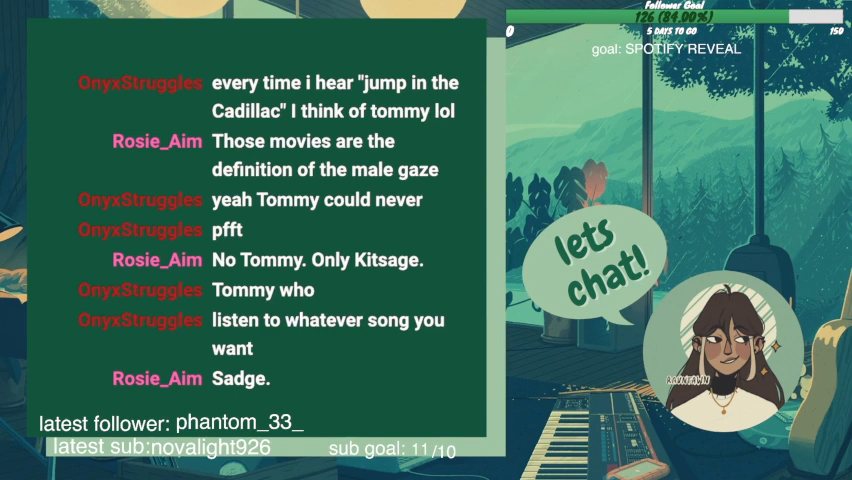 Follower Goal
126 (84.00%)
0 5 DAYS TO GO 150
goal: SPOTIFY REVEAL
OnyxStruggles every time i hear "jump in the
Cadillac" I think of tommy lol
Rosie_Aim Those movies are the
definition of the male gaze
OnyxStruggles yeah Tommy could never
OnyxStruggles pfft
Rosie_Aim No Tommy. Only Kitsage.
OnyxStruggles Tommy who
OnyxStruggles listen to whatever song you
want
Rosie_Aim Sadge.
lets
chat!
latest follower: phantom_33_
latest sub:novalight926
sub goal: 11/10